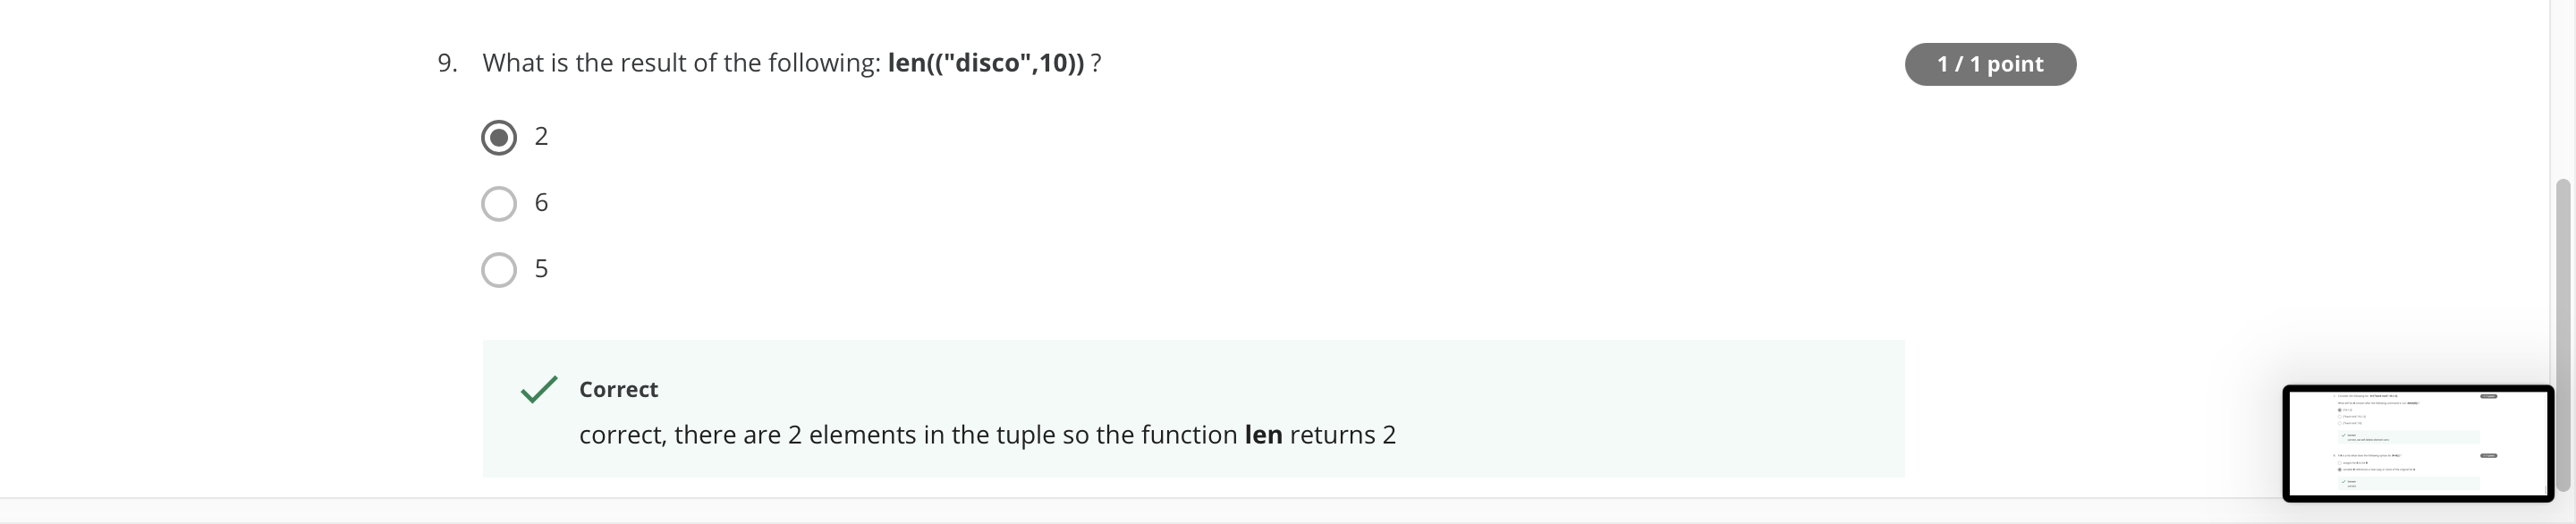 9. What is the result of the following: len(("disco",10)) ?
1 / 1 point
2
6
5
Correct
correct, there are 2 elements in the tuple so the function len returns 2